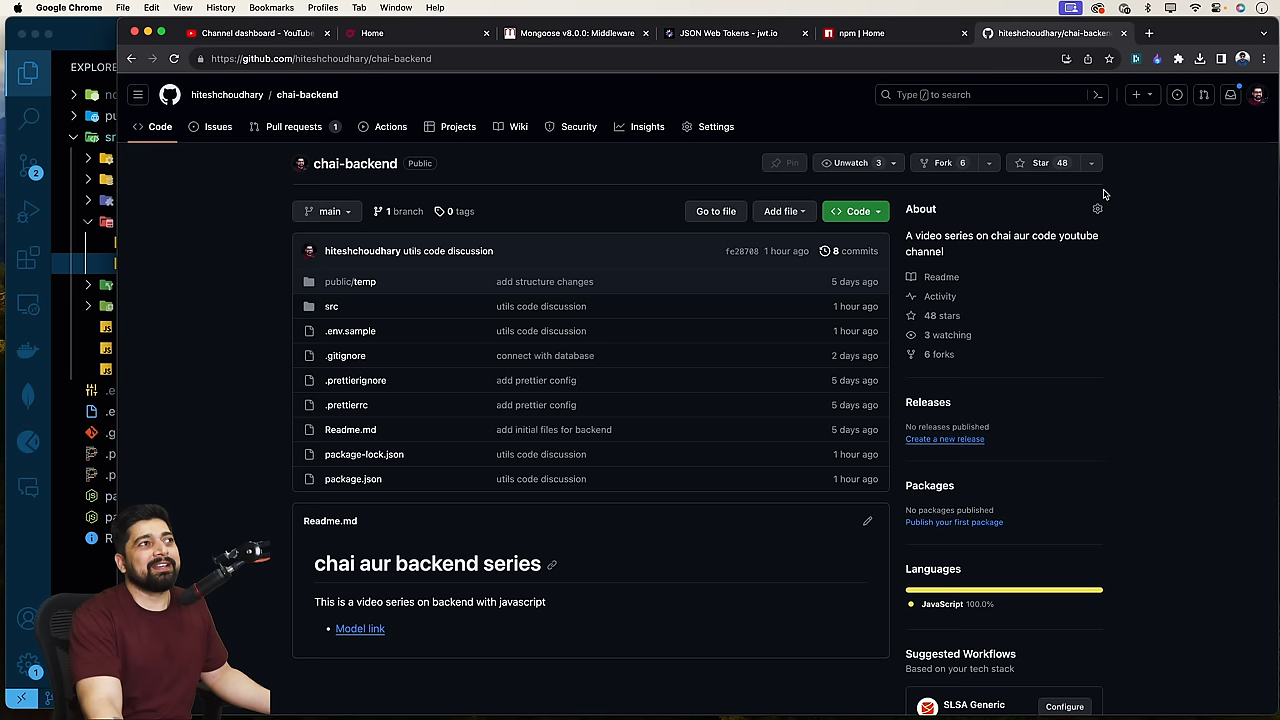 Google Chrome File Edit View History Bookmarks Profiles Tab Window Help
Channel dashboard - YouTube
Home
Mongoose v8.0.0: Middleware
JSON Web Tokens - jwt.io
npm | Home
hiteshchoudhary/chai-backend
https://github.com/hiteshchoudhary/chai-backend
EXPLORE
hiteshchoudhary / chai-backend
Type / to search
Code Issues Pull requests 1 Actions Projects Wiki Security Insights Settings
chai-backend Public
Pin Unwatch 3 Fork 6 Star 48
main 1 branch 0 tags
Go to file Add file Code
hiteshchoudhary utils code discussion fe28708 1 hour ago 8 commits
public/temp add structure changes 5 days ago
src utils code discussion 1 hour ago
.env.sample utils code discussion 1 hour ago
.gitignore connect with database 2 days ago
.prettierignore add prettier config 5 days ago
.prettierrc add prettier config 5 days ago
Readme.md add initial files for backend 5 days ago
package-lock.json utils code discussion 1 hour ago
package.json utils code discussion 1 hour ago
Readme.md
chai aur backend series
This is a video series on backend with javascript
• Model link
About
A video series on chai aur code youtube
channel
Readme
Activity
48 stars
3 watching
6 forks
Releases
No releases published
Create a new release
Packages
No packages published
Publish your first package
Languages
JavaScript 100.0%
Suggested Workflows
Based on your tech stack
SLSA Generic
Configure
2
1